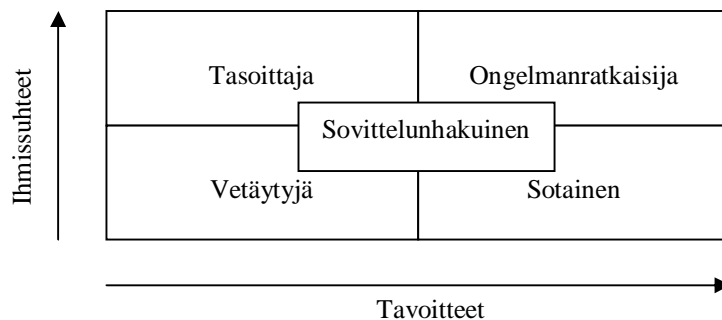 Ihmissuhteet
Tasoittaja
Ongelmanratkaisija
Sovittelunhakuinen
Vetäytyjä
Sotainen
Tavoitteet